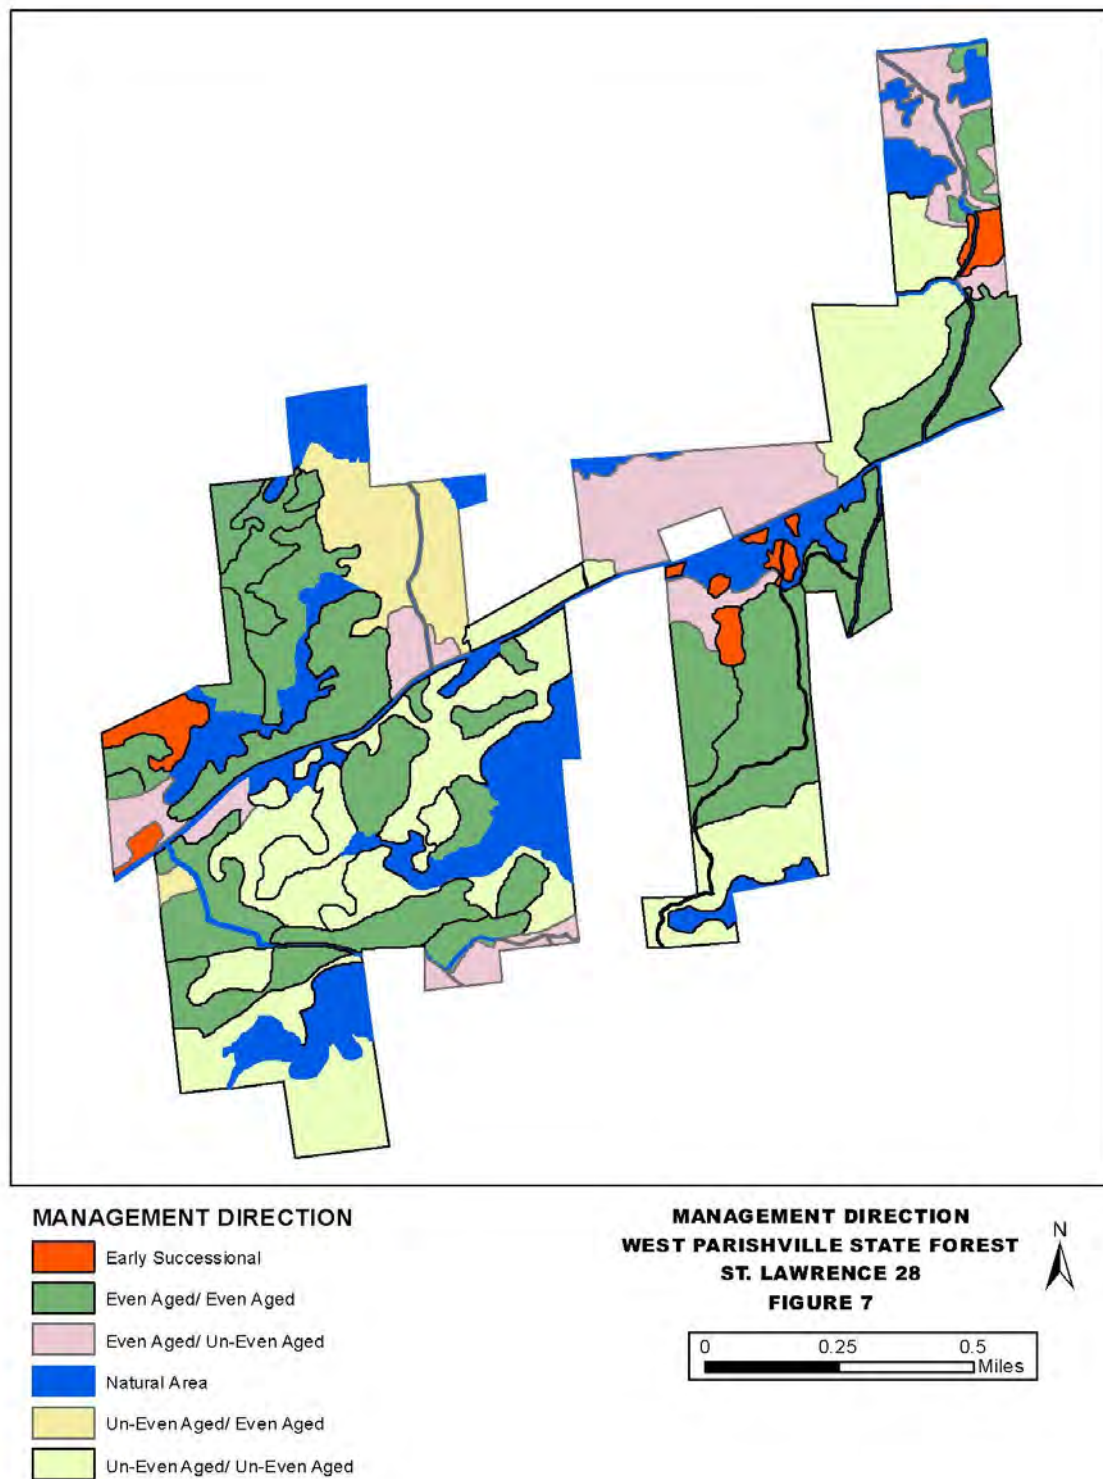 MANAGEMENT DIRECTION
Early Successional
Even Aged/ Even Aged
Even Aged/ Un-Even Aged
Natural Area
Un-Even Aged/ Even Aged
Un-Even Aged/ Un-Even Aged
MANAGEMENT DIRECTION
WEST PARISHVILLE STATE FOREST
ST. LAWRENCE 28
FIGURE 7
N
0 0.25 0.5
Miles